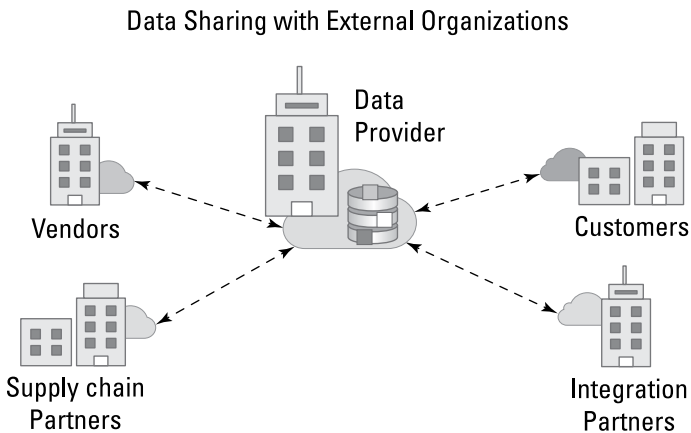 Data Sharing with External Organizations
Data
Provider
Vendors
Customers
Supply chain
Partners
Integration
Partners